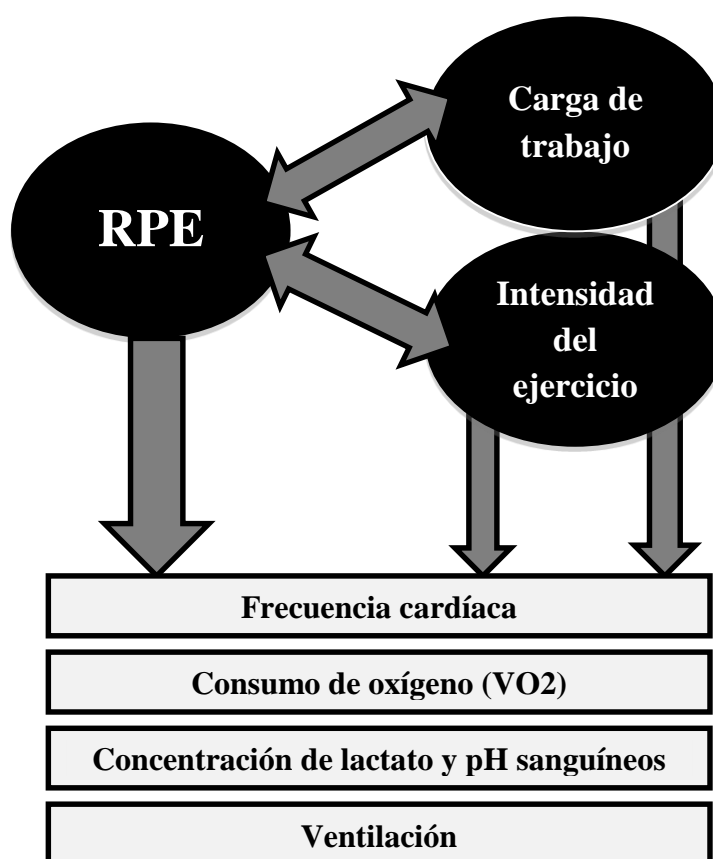 Carga de
trabajo
RPE
Intensidad
del
ejercicio
Frecuencia cardíaca
Consumo de oxígeno (VO2)
Concentración de lactato y pH sanguíneos
Ventilación